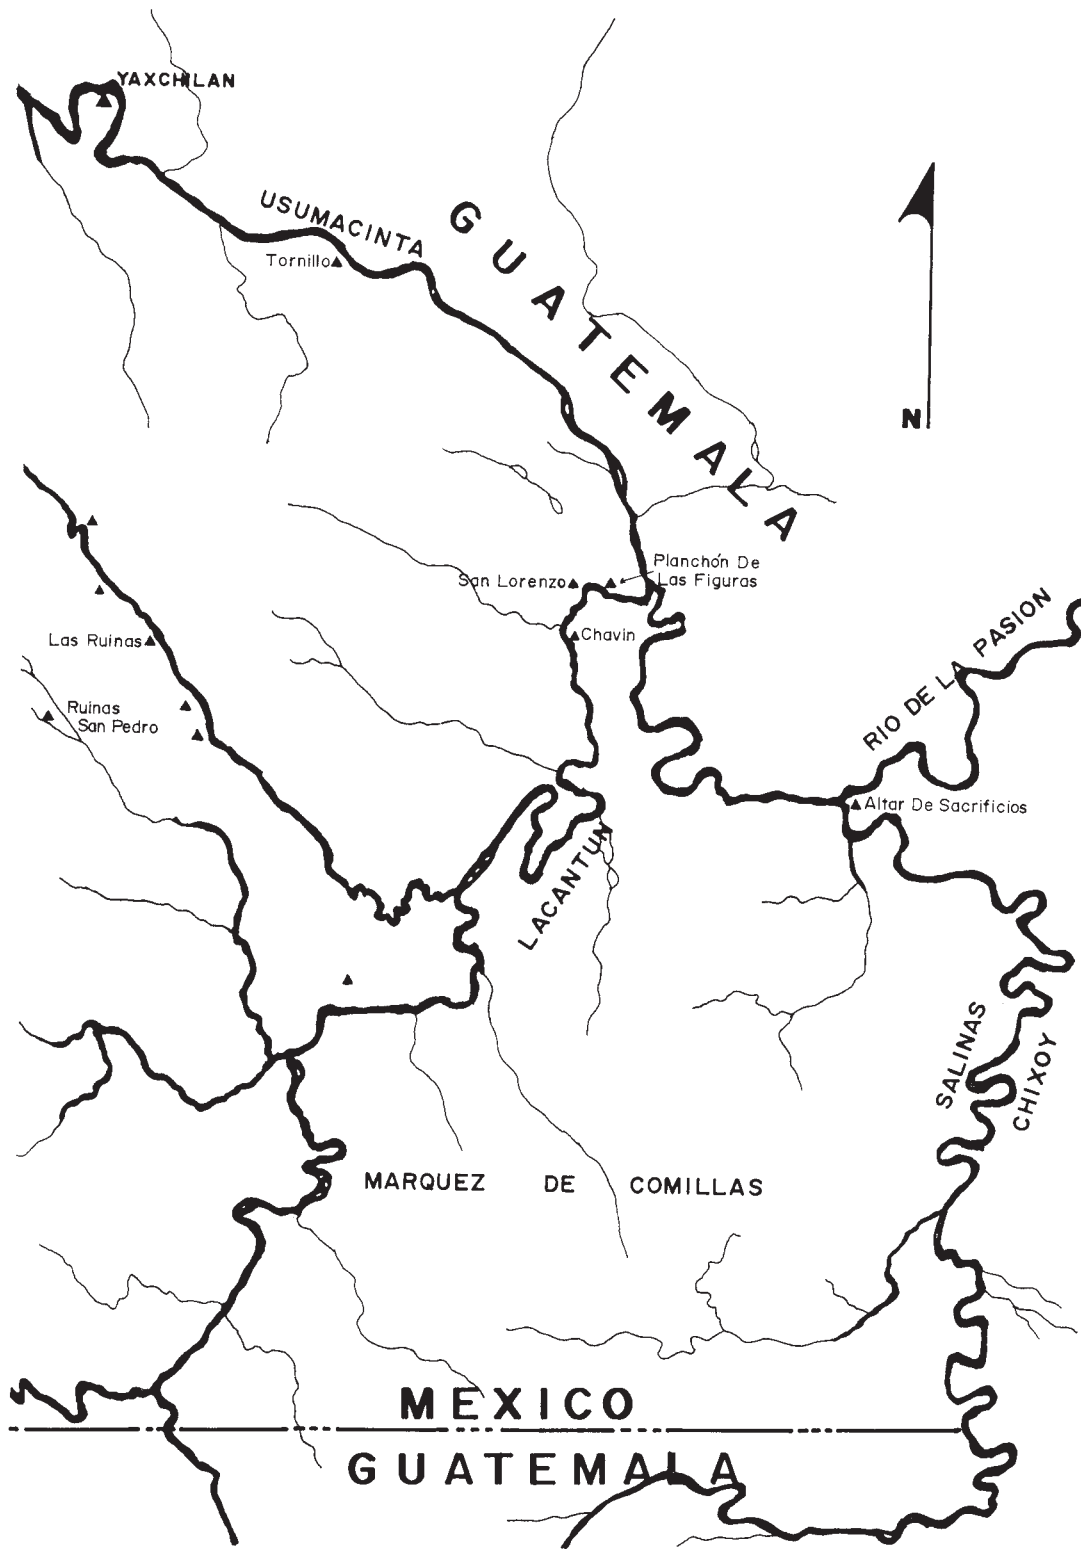 YAXCHILAN
USUMACINTA
GUATEMALA
Tornillo
N
Planchón De
Las Figuras
San Lorenzo
Chavin
Las Ruinas
Ruinas
San Pedro
RIO DE LA PASION
Altar De Sacrificios
LACANTUN
SALINAS
CHIXOY
MARQUEZ DE COMILLAS
MEXICO
GUATEMALA